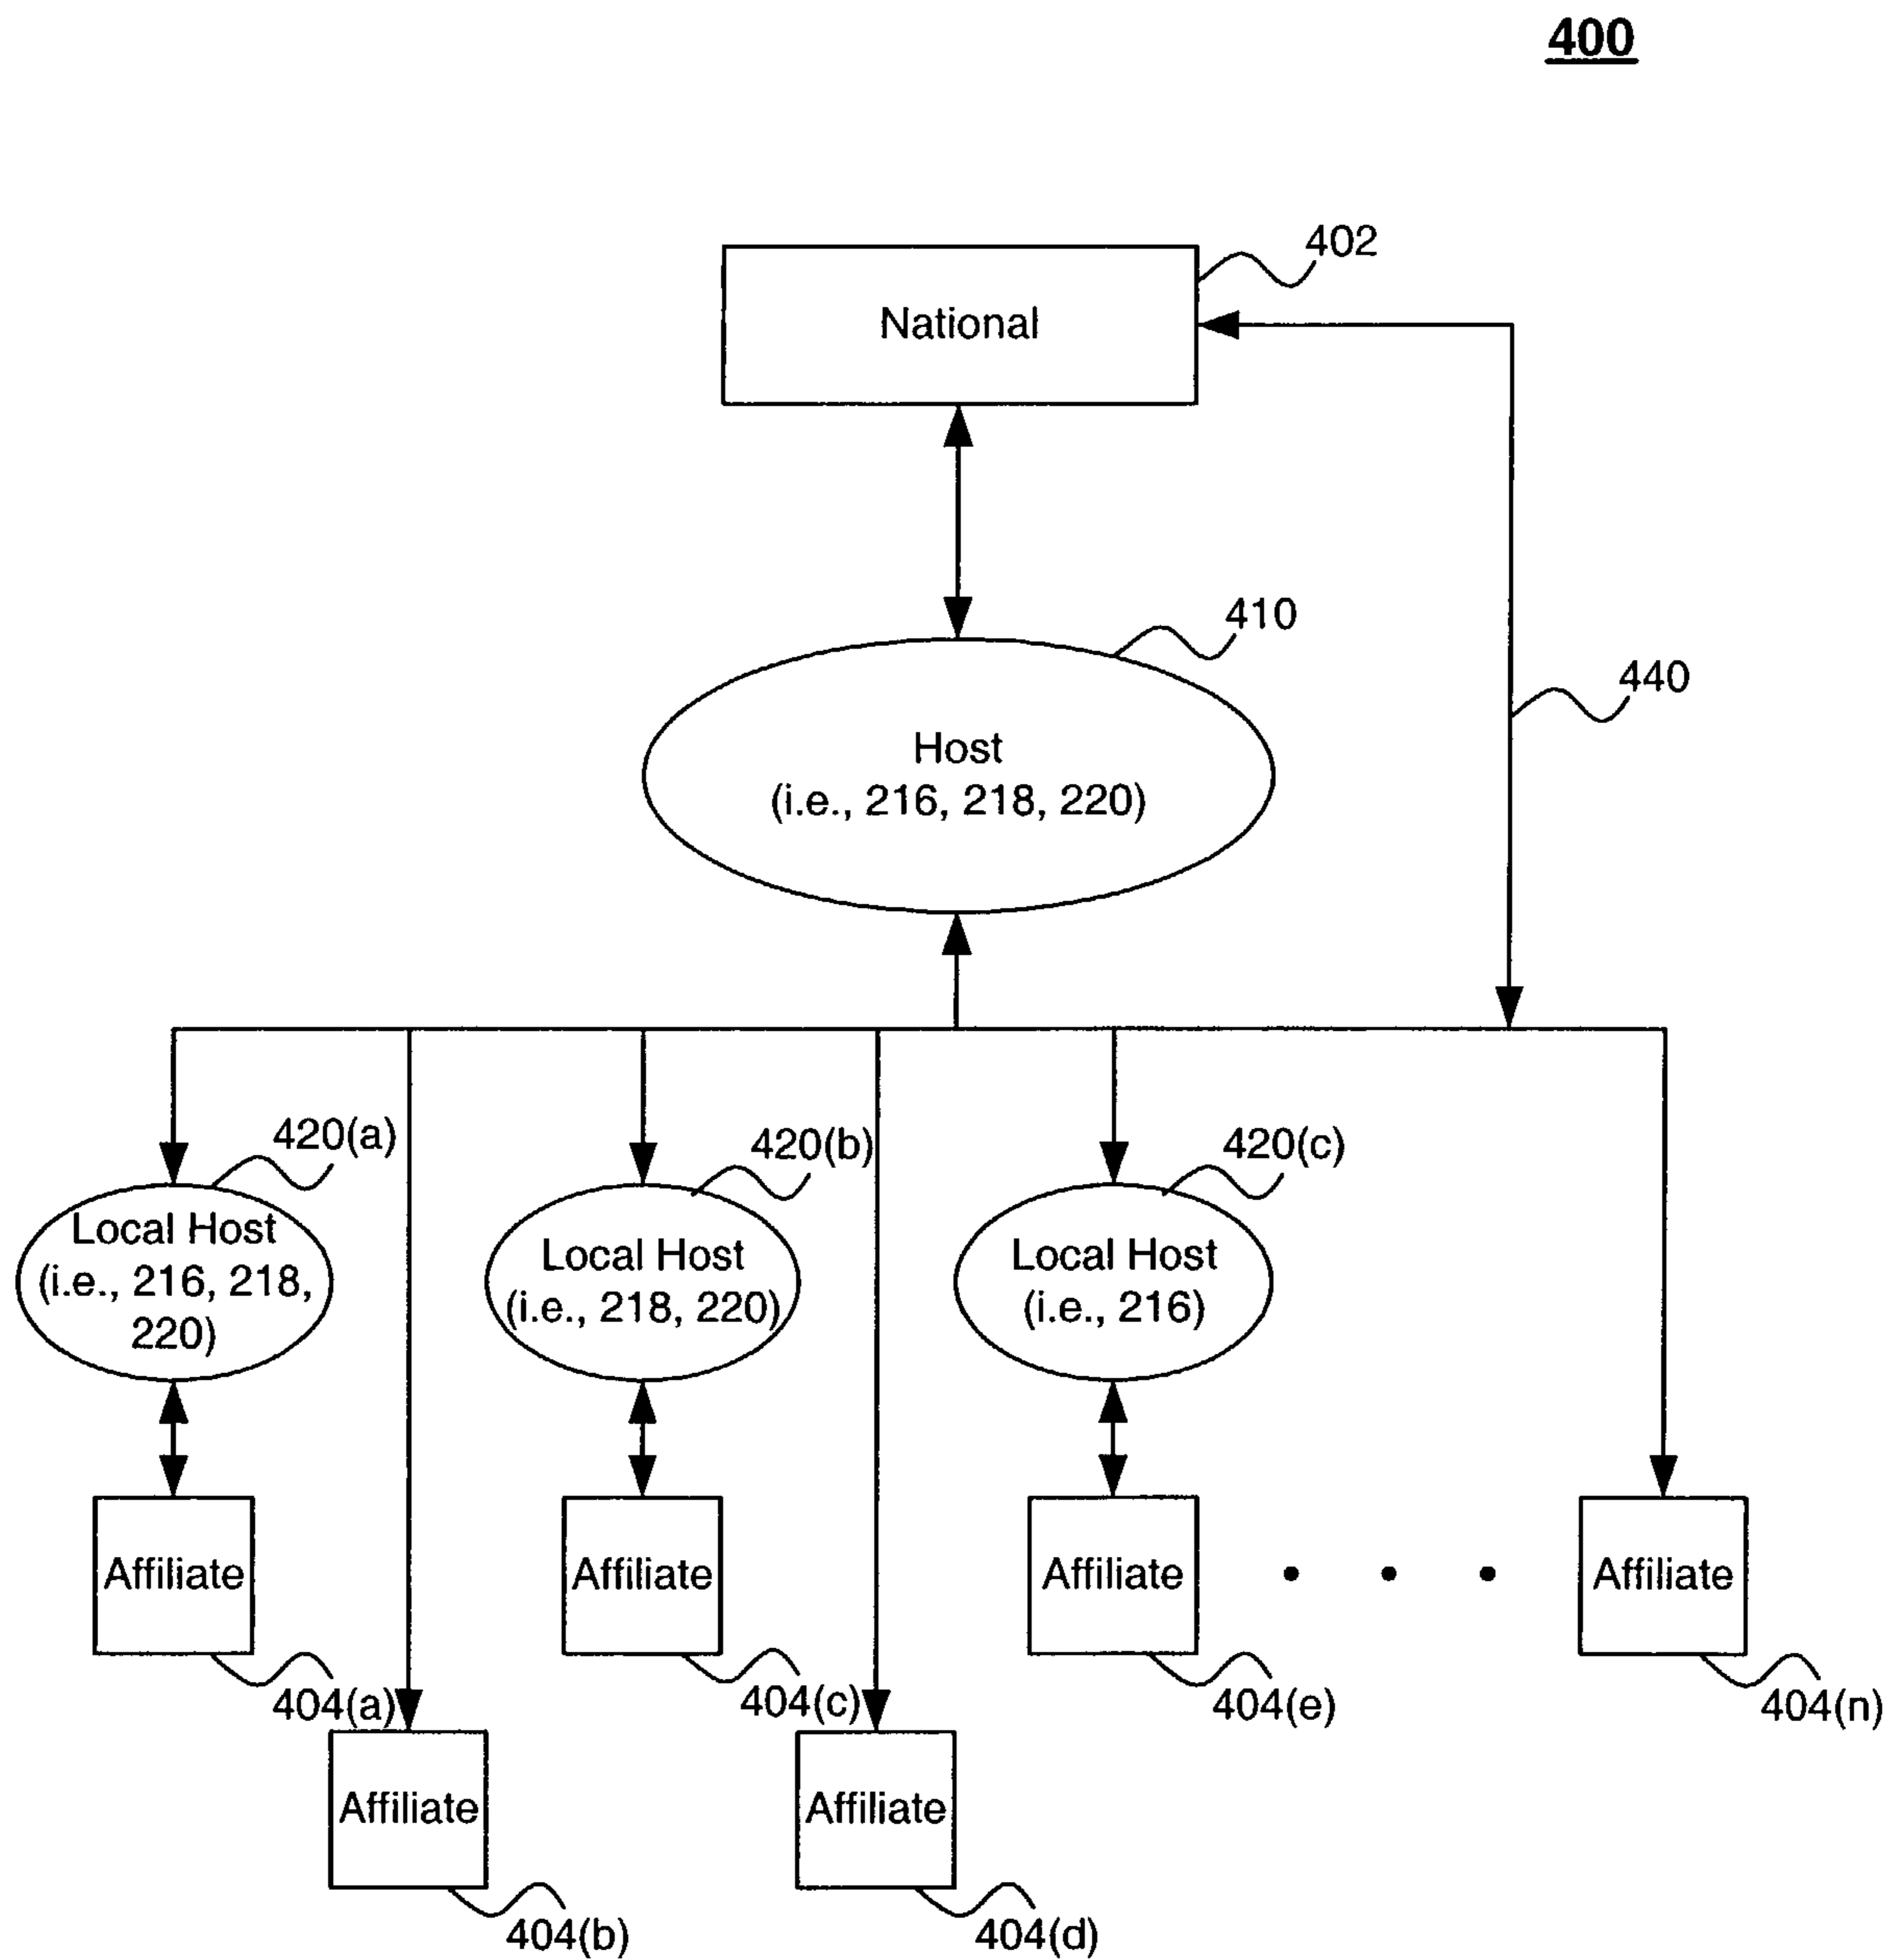 400
402
National
410
Host
(i.e., 216, 218, 220)
440
420(a)
420(b)
420(c)
Local Host
(i.e., 216, 218,
220)
Local Host
(i.e., 218, 220)
Local Host
(i.e., 216)
Affiliate
Affiliate
Affiliate
Affiliate
404(a)
404(c)
404(e)
404(n)
Affiliate
Affiliate
404(b)
404(d)